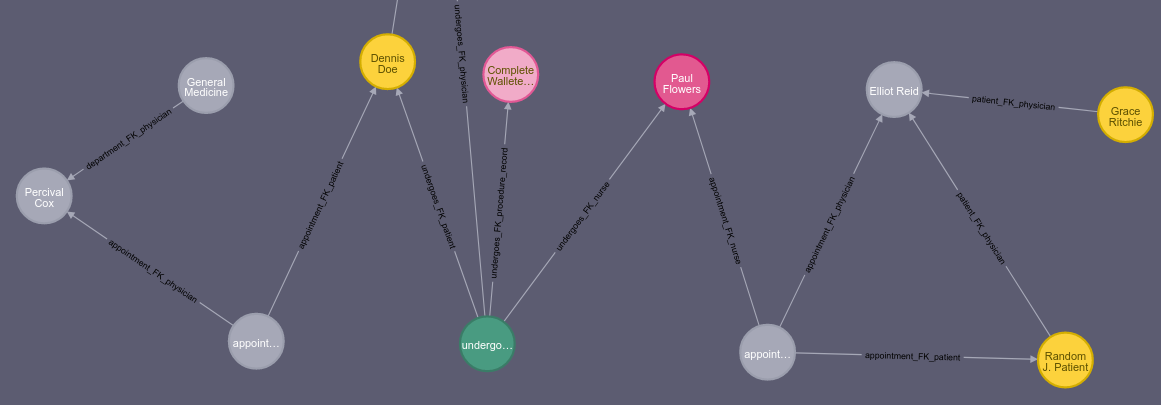 General
Medicine
department_FK_physician
Percival
Cox
appointment_FK_physician
appoint…
appointment_FK_patient
Dennis
Doe
undergoes_FK_patient
undergoes_FK_physician
Complete
Wallete…
undergoes_FK_procedure_record
undergo…
undergoes_FK_nurse
Paul
Flowers
appointment_FK_nurse
appoint…
appointment_FK_physician
Elliot Reid
patient_FK_physician
Grace
Ritchie
patient_FK_physician
appointment_FK_patient
Random
J. Patient